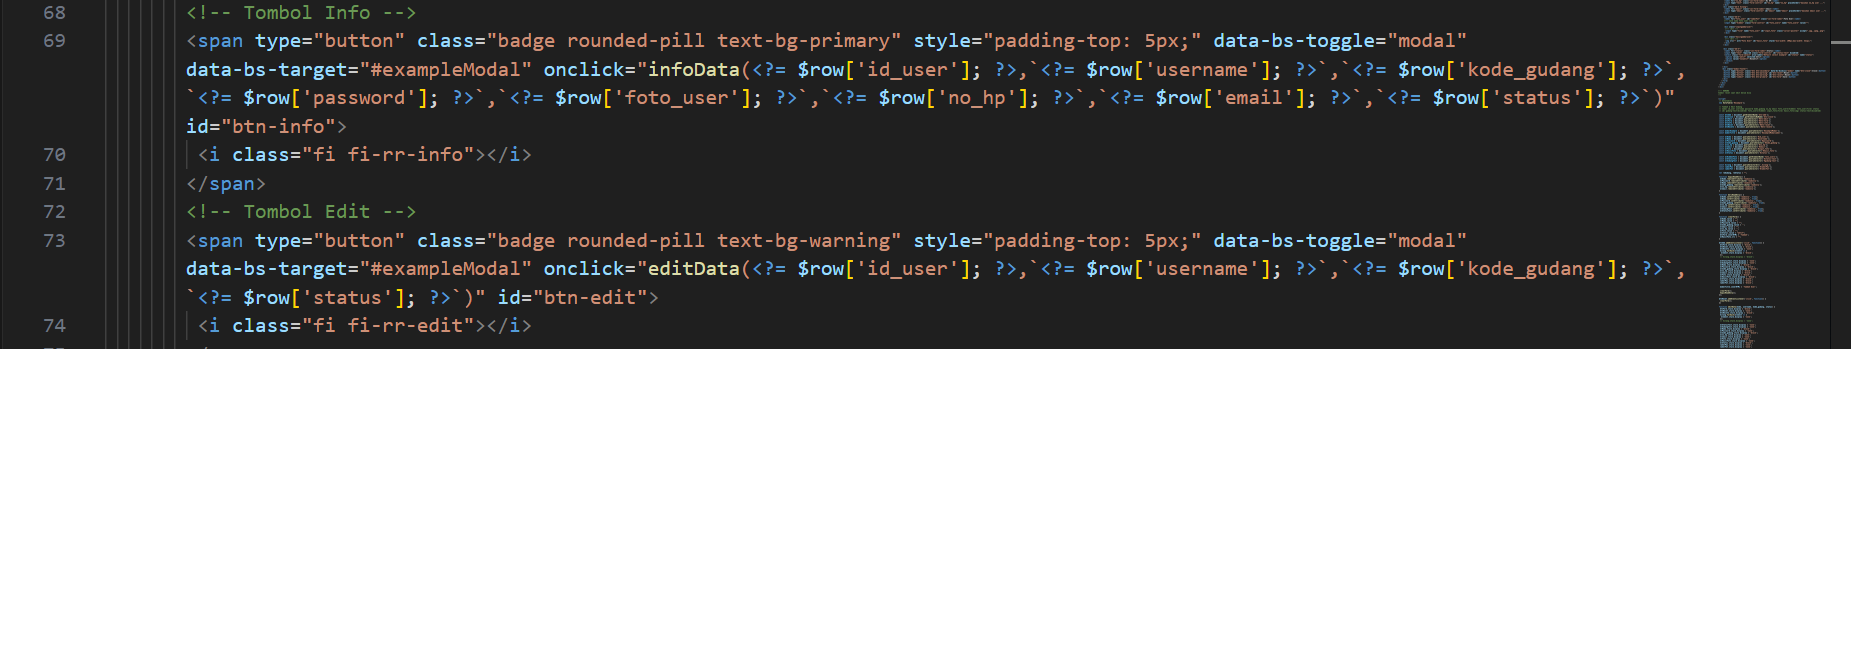 68 <!-- Tombol Info -->
69 <span type="button" class="badge rounded-pill text-bg-primary" style="padding-top: 5px;" data-bs-toggle="modal"
data-bs-target="#exampleModal" onclick="infoData(<?= $row['id_user']; ?>,`<?= $row['username']; ?>`,`<?= $row['kode_gudang']; ?>`,
`<?= $row['password']; ?>`,`<?= $row['foto_user']; ?>`,`<?= $row['no_hp']; ?>`,`<?= $row['email']; ?>`,`<?= $row['status']; ?>`)"
id="btn-info">
70 <i class="fi fi-rr-info"></i>
71 </span>
72 <!-- Tombol Edit -->
73 <span type="button" class="badge rounded-pill text-bg-warning" style="padding-top: 5px;" data-bs-toggle="modal"
data-bs-target="#exampleModal" onclick="editData(<?= $row['id_user']; ?>,`<?= $row['username']; ?>`,`<?= $row['kode_gudang']; ?>`,
`<?= $row['status']; ?>`)" id="btn-edit">
74 <i class="fi fi-rr-edit"></i>